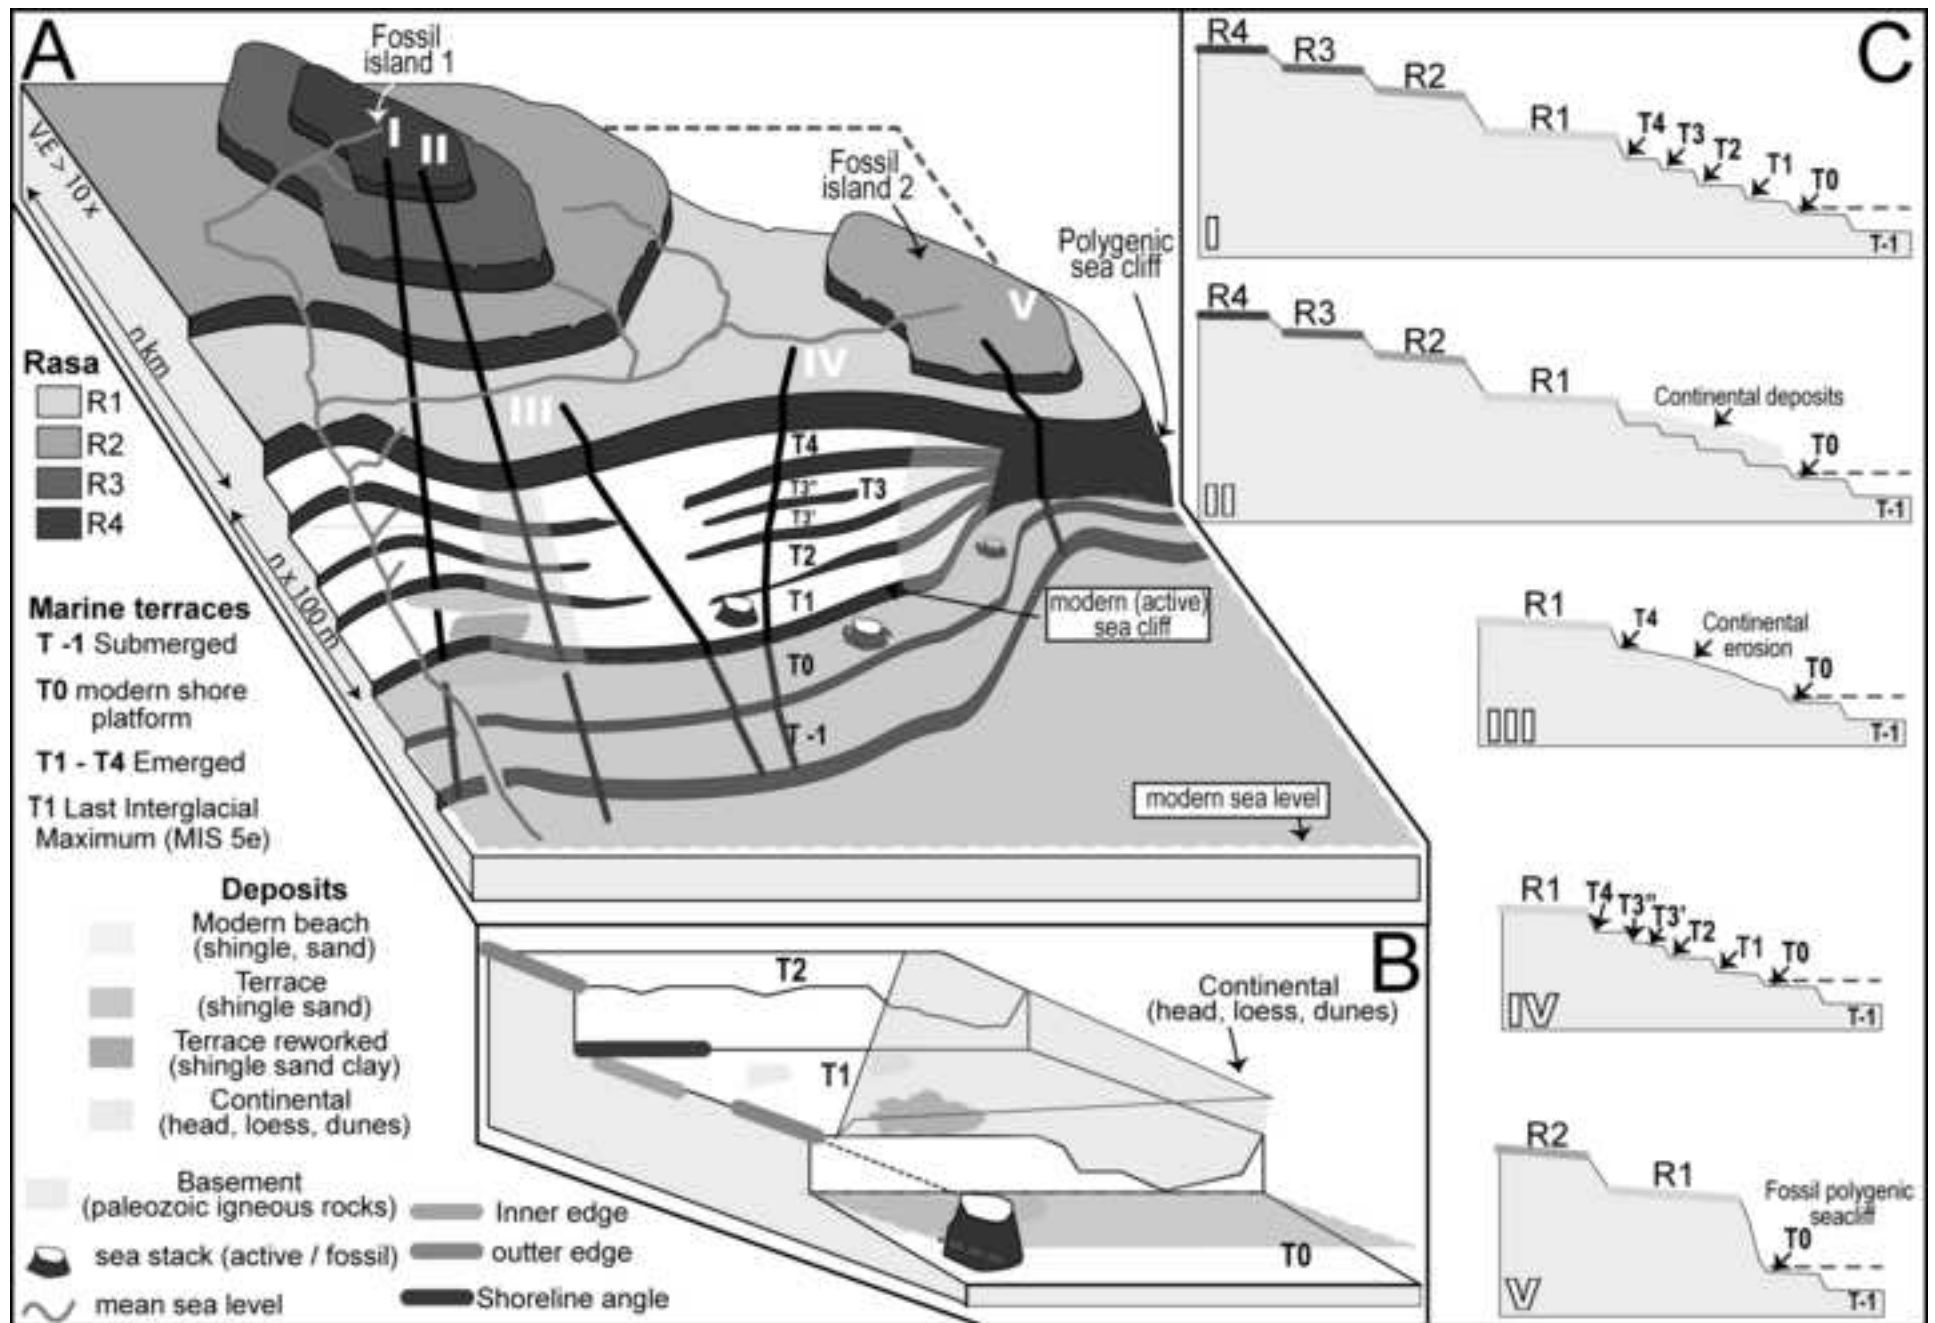 A
Fossil
island 1
I
II
V.E > 10 x
Fossil
island 2
Polygenic
sea cliff
V
n km
IV
III
Rasa
R1
R2
R3
R4
T4
T3"
T3
T3'
T2
T1
T0
T -1
n x 100 m
modern (active)
sea cliff
modern sea level
Marine terraces
T -1 Submerged
T0 modern shore
platform
T1 - T4 Emerged
T1 Last Interglacial
Maximum (MIS 5e)
Deposits
Modern beach
(shingle, sand)
Terrace
(shingle sand)
Terrace reworked
(shingle sand clay)
Continental
(head, loess, dunes)
Basement
(paleozoic igneous rocks)
sea stack (active / fossil)
mean sea level
Inner edge
outter edge
Shoreline angle
B
T2
Continental
(head, loess, dunes)
T1
T0
C
R4
R3
R2
R1
T4
T3
T2
T1
T0
T-1
I
R4
R3
R2
R1
Continental deposits
T0
T-1
II
R1
T4
Continental
erosion
T0
T-1
III
R1
T4
T3"
T3'
T2
T1
T0
T-1
IV
R2
R1
Fossil polygenic
seacliff
T0
T-1
V